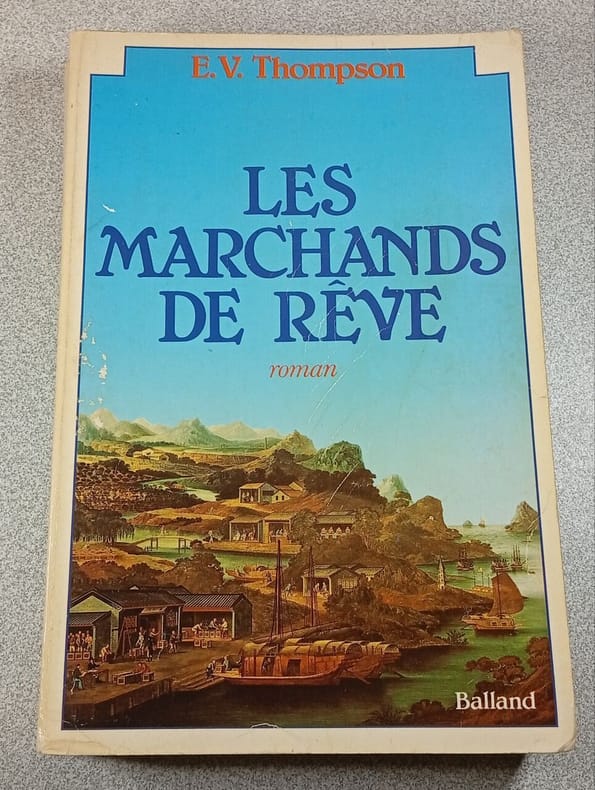 E.V. Thompson
LES
MARCHANDS
DE RÊVE
roman
Balland